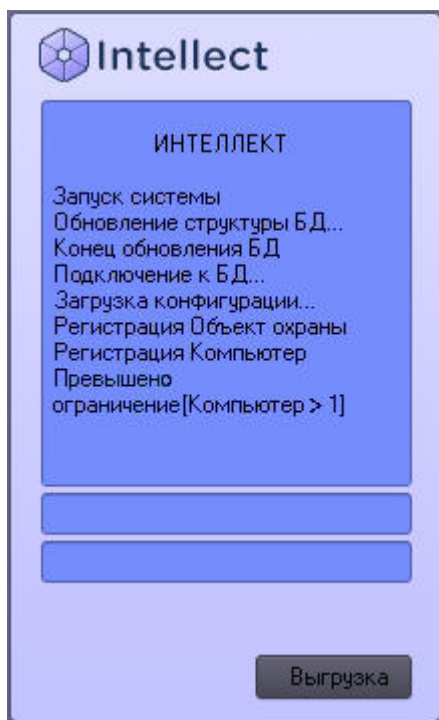 Intellect
ИНТЕЛЛЕКТ
Запуск системы
Обновление структуры БД...
Конец обновления БД
Подключение к БД...
Загрузка конфигурации...
Регистрация Объект охраны
Регистрация Компьютер
Превышено
ограничение[Компьютер > 1]
Выгрузка